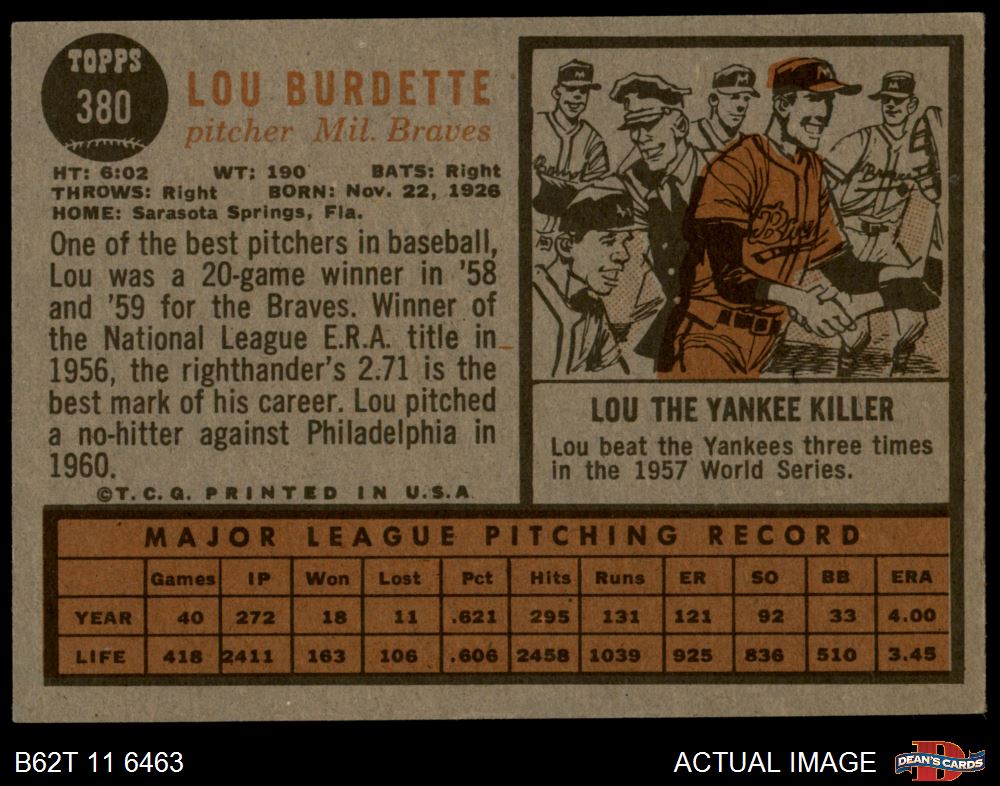 TOPPS
380
LOU BURDETTE
pitcher Mil. Braves
HT: 6:02 WT: 190 BATS: Right
THROWS: Right BORN: Nov. 22, 1926
HOME: Sarasota Springs, Fla.
One of the best pitchers in baseball,
Lou was a 20-game winner in '58
and '59 for the Braves. Winner of
the National League E.R.A. title in
1956, the righthander's 2.71 is the
best mark of his career. Lou pitched
a no-hitter against Philadelphia in
1960.
©T. C. G. PRINTED IN U.S.A.
M
M
M
M
M
Braves
Braves
LOU THE YANKEE KILLER
Lou beat the Yankees three times
in the 1957 World Series.
MAJOR LEAGUE PITCHING RECORD
Games IP Won Lost Pct Hits Runs ER SO BB ERA
YEAR 40 272 18 11 .621 295 131 121 92 33 4.00
LIFE 418 2411 163 106 .606 2458 1039 925 836 510 3.45
B62T 11 6463
ACTUAL IMAGE
D
DEAN'S CARDS